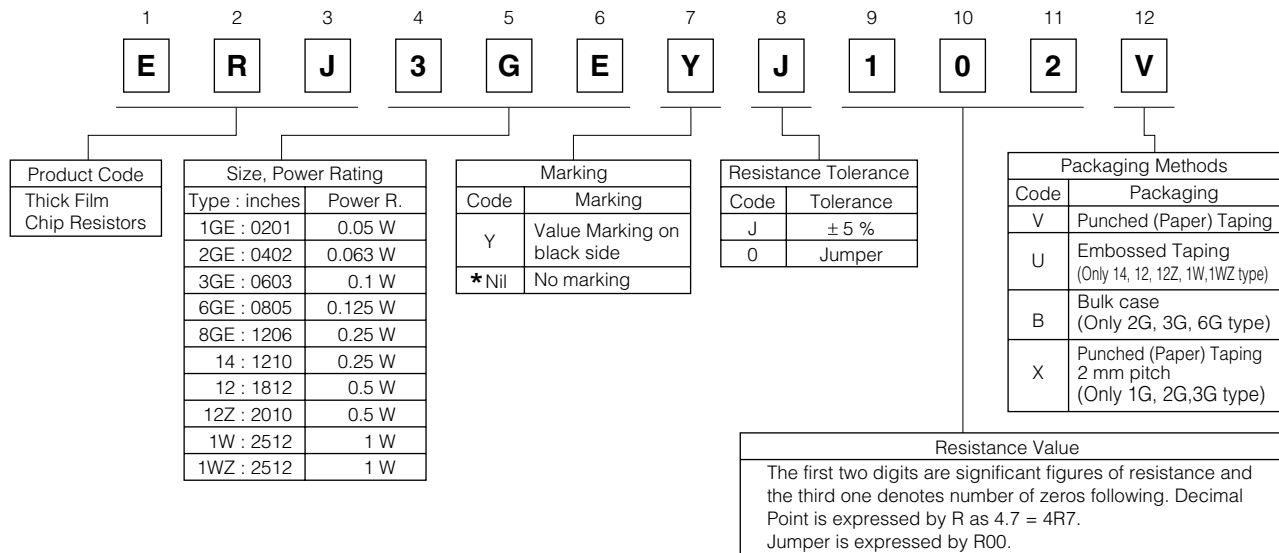 1 2 3 4 5 6 7 8 9 10 11 12
E R J 3 G E Y J 1 0 2 V
Product Code
Thick Film
Chip Resistors
Size, Power Rating
Type : inches Power R.
1GE : 0201 0.05 W
2GE : 0402 0.063 W
3GE : 0603 0.1 W
6GE : 0805 0.125 W
8GE : 1206 0.25 W
14 : 1210 0.25 W
12 : 1812 0.5 W
12Z : 2010 0.5 W
1W : 2512 1 W
1WZ : 2512 1 W
Marking
Code Marking
Y Value Marking on
black side
*Nil No marking
Resistance Tolerance
Code Tolerance
J ± 5 %
0 Jumper
Packaging Methods
Code Packaging
V Punched (Paper) Taping
U Embossed Taping
(Only 14, 12, 12Z, 1W,1WZ type)
B Bulk case
(Only 2G, 3G, 6G type)
X Punched (Paper) Taping
2 mm pitch
(Only 1G, 2G,3G type)
Resistance Value
The first two digits are significant figures of resistance and
the third one denotes number of zeros following. Decimal
Point is expressed by R as 4.7 = 4R7.
Jumper is expressed by R00.